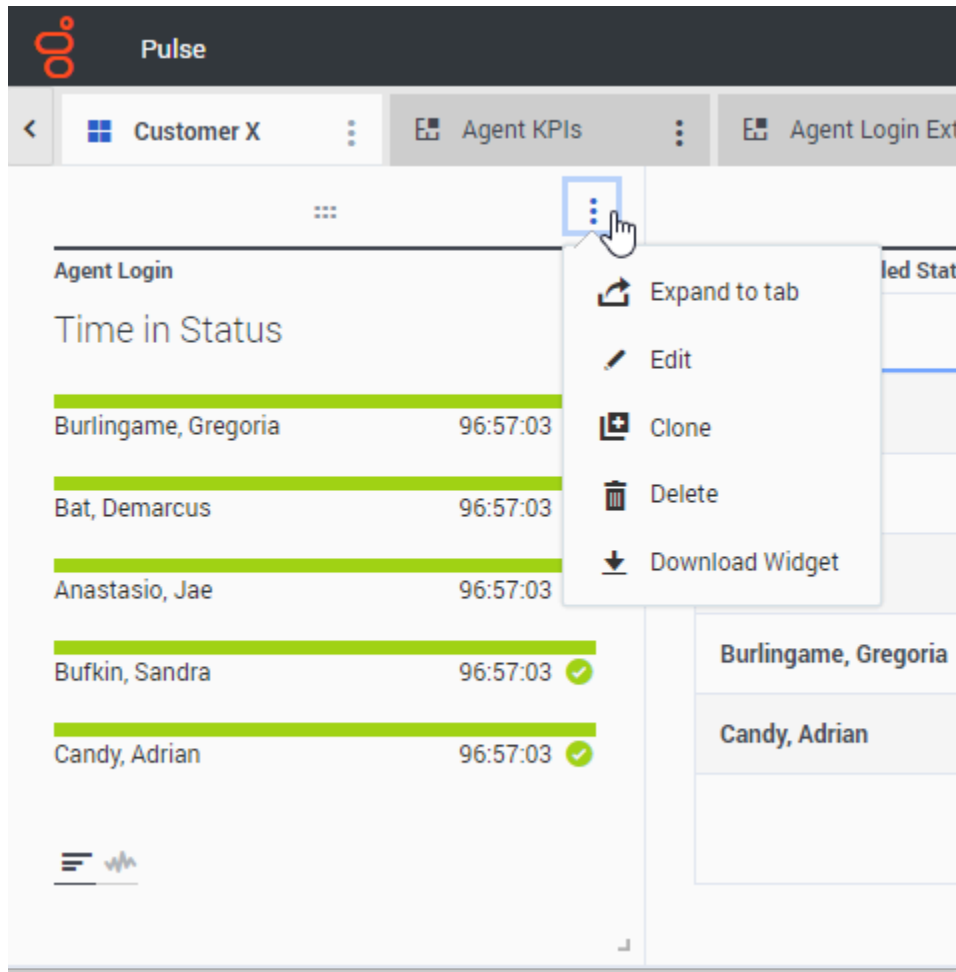 Pulse
Customer X
Agent KPIs
Agent Login Ext
Agent Login
Time in Status
Burlingame, Gregoria 96:57:03
Bat, Demarcus 96:57:03
Anastasio, Jae 96:57:03
Bufkin, Sandra 96:57:03
Candy, Adrian 96:57:03
Expand to tab
Edit
Clone
Delete
Download Widget
led Stat
Burlingame, Gregoria
Candy, Adrian